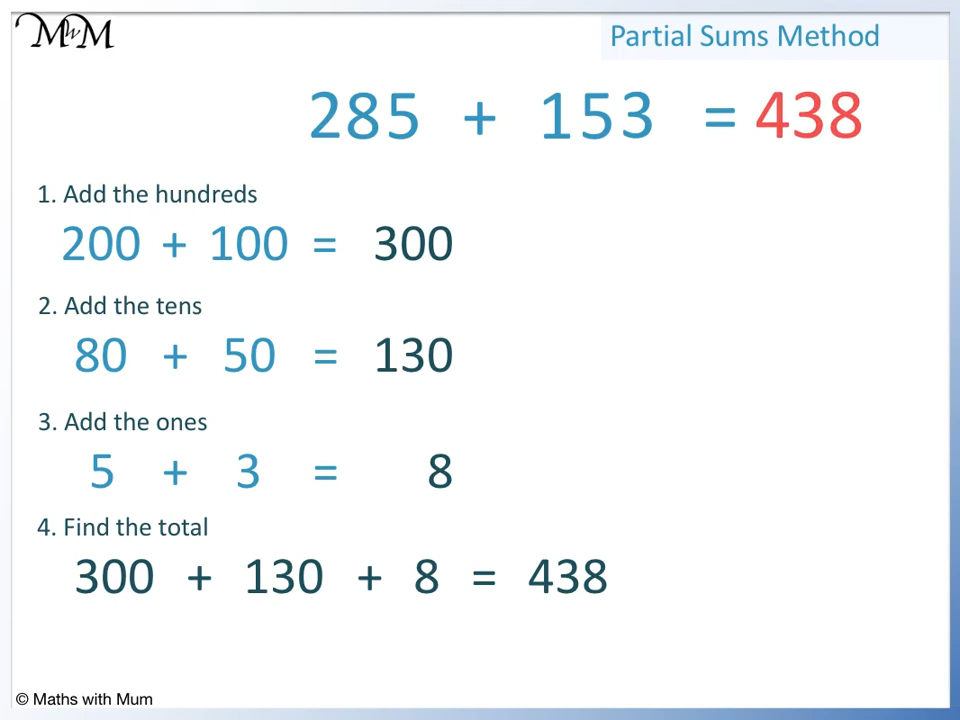 MwM
Partial Sums Method
285 + 153 = 438
1. Add the hundreds
200 + 100 = 300
2. Add the tens
80 + 50 = 130
3. Add the ones
5 + 3 = 8
4. Find the total
300 + 130 + 8 = 438
© Maths with Mum